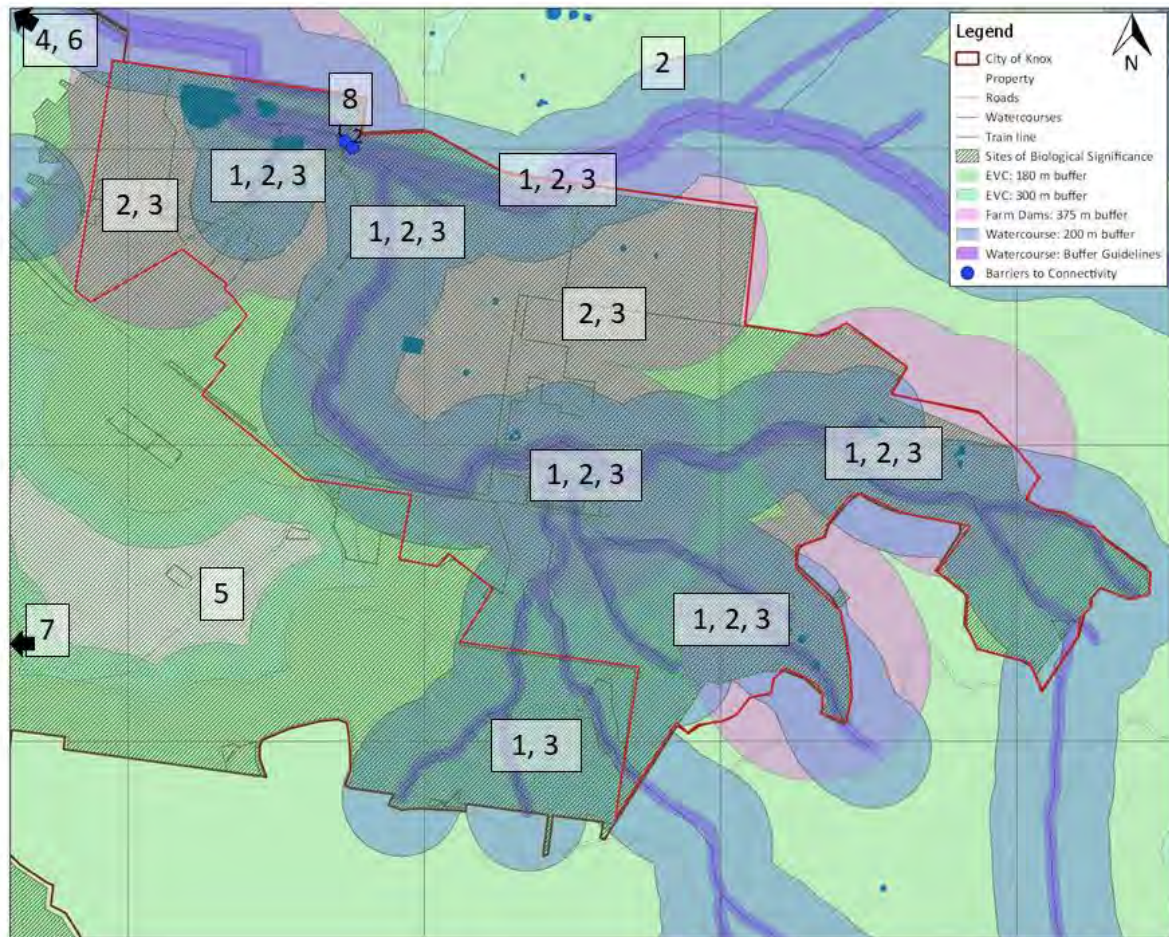 4, 6
2
Legend
N
City of Knox
Property
Roads
Watercourses
Train line
Sites of Biological Significance
EVC: 180 m buffer
EVC: 300 m buffer
Farm Dams: 375 m buffer
Watercourse: 200 m buffer
Watercourse: Buffer Guidelines
Barriers to Connectivity
8
2
1, 2, 3
1, 2, 3
2, 3
1, 2, 3
2, 3
1, 2, 3
1, 2, 3
5
7
1, 2, 3
1, 3